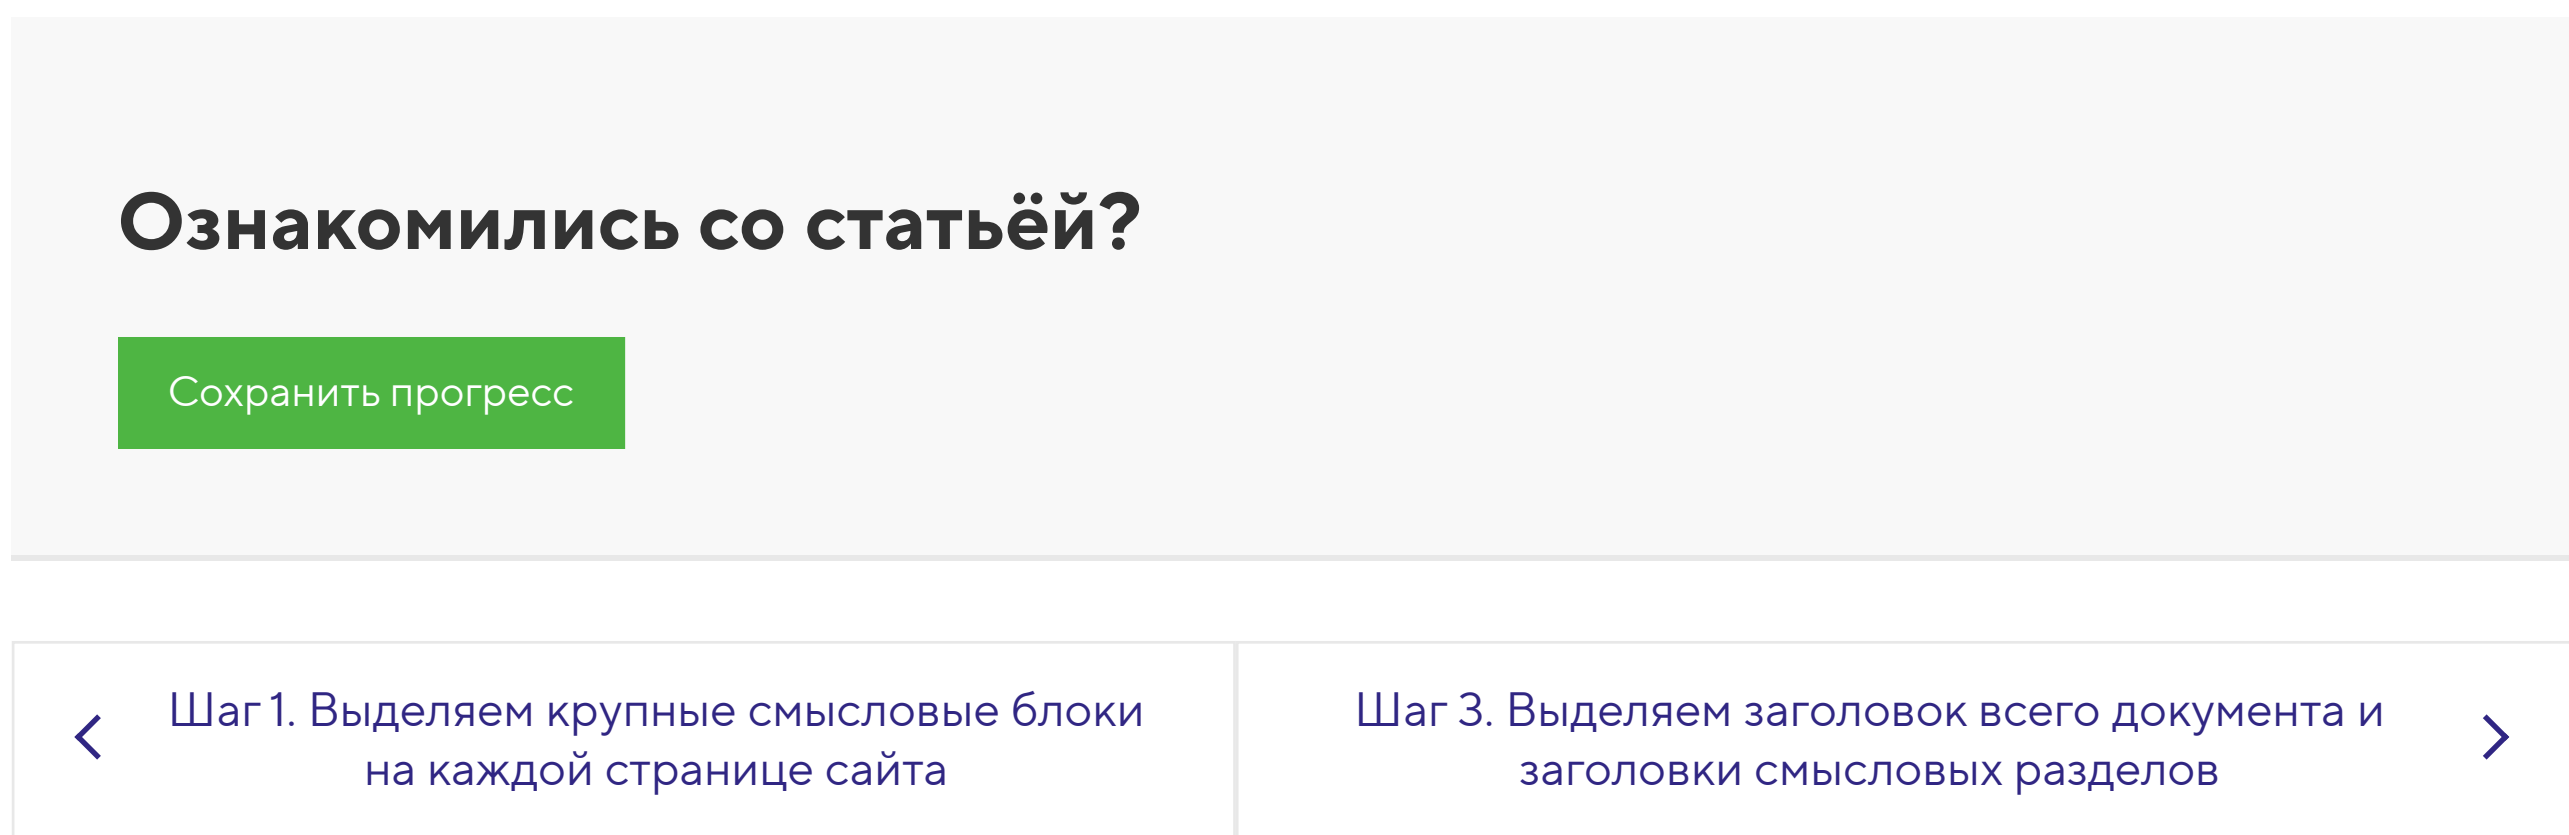 Ознакомились со статьёй?
Сохранить прогресс
Шаг 1. Выделяем крупные смысловые блоки
на каждой странице сайта
Шаг 3. Выделяем заголовок всего документа и
заголовки смысловых разделов